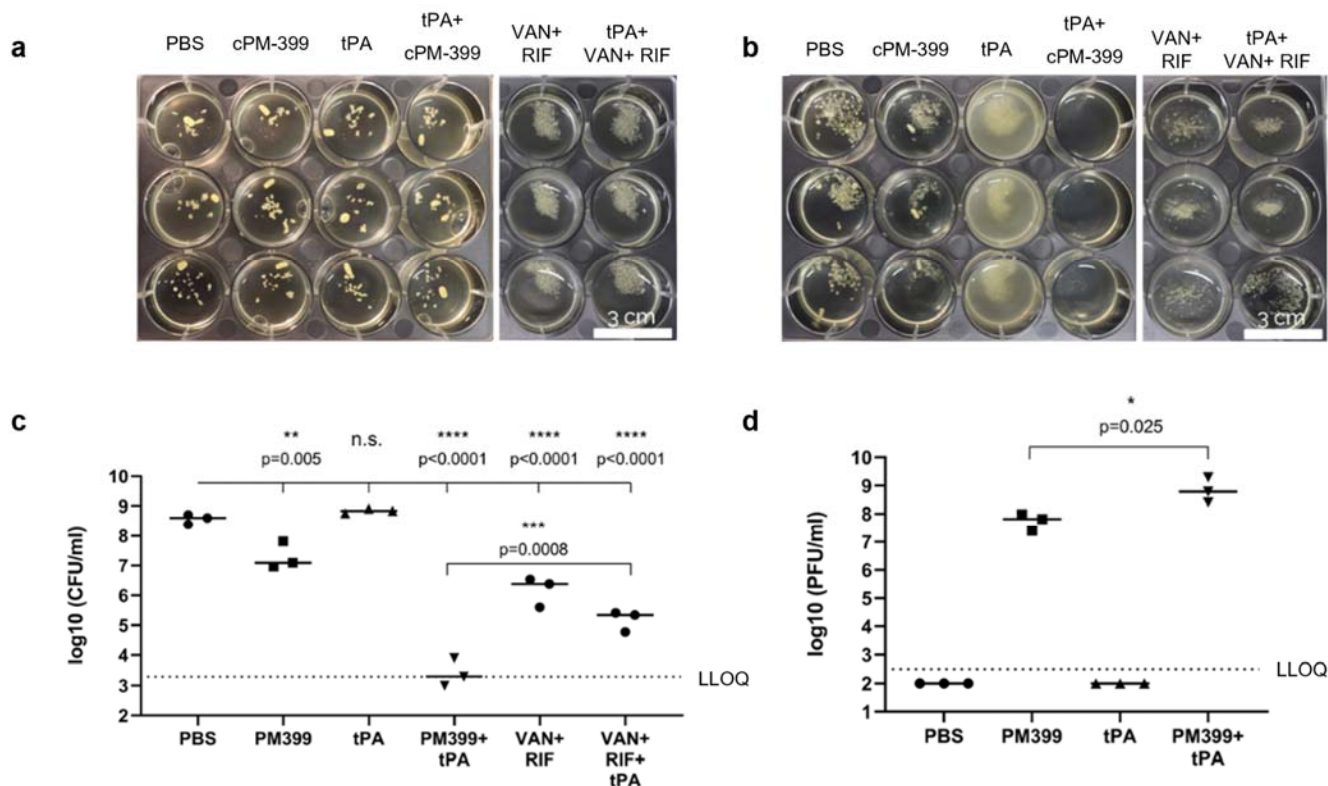 a
PBS
cPM-399
tPA
tPA+
cPM-399
VAN+
RIF
tPA+
VAN+ RIF
3 cm
b
PBS
cPM-399
tPA
tPA+
cPM-399
VAN+
RIF
tPA+
VAN+ RIF
3 cm
c
**
p=0.005
n.s.
****
p<0.0001
****
p<0.0001
****
p<0.0001
***
p=0.0008
log10 (CFU/ml)
10
9
8
7
6
5
4
3
2
LLOQ
PBS
PM399
tPA
PM399+
tPA
VAN+
RIF
VAN+
RIF+
tPA
d
*
p=0.025
log10 (PFU/ml)
10
9
8
7
6
5
4
3
2
1
LLOQ
PBS
PM399
tPA
PM399+
tPA